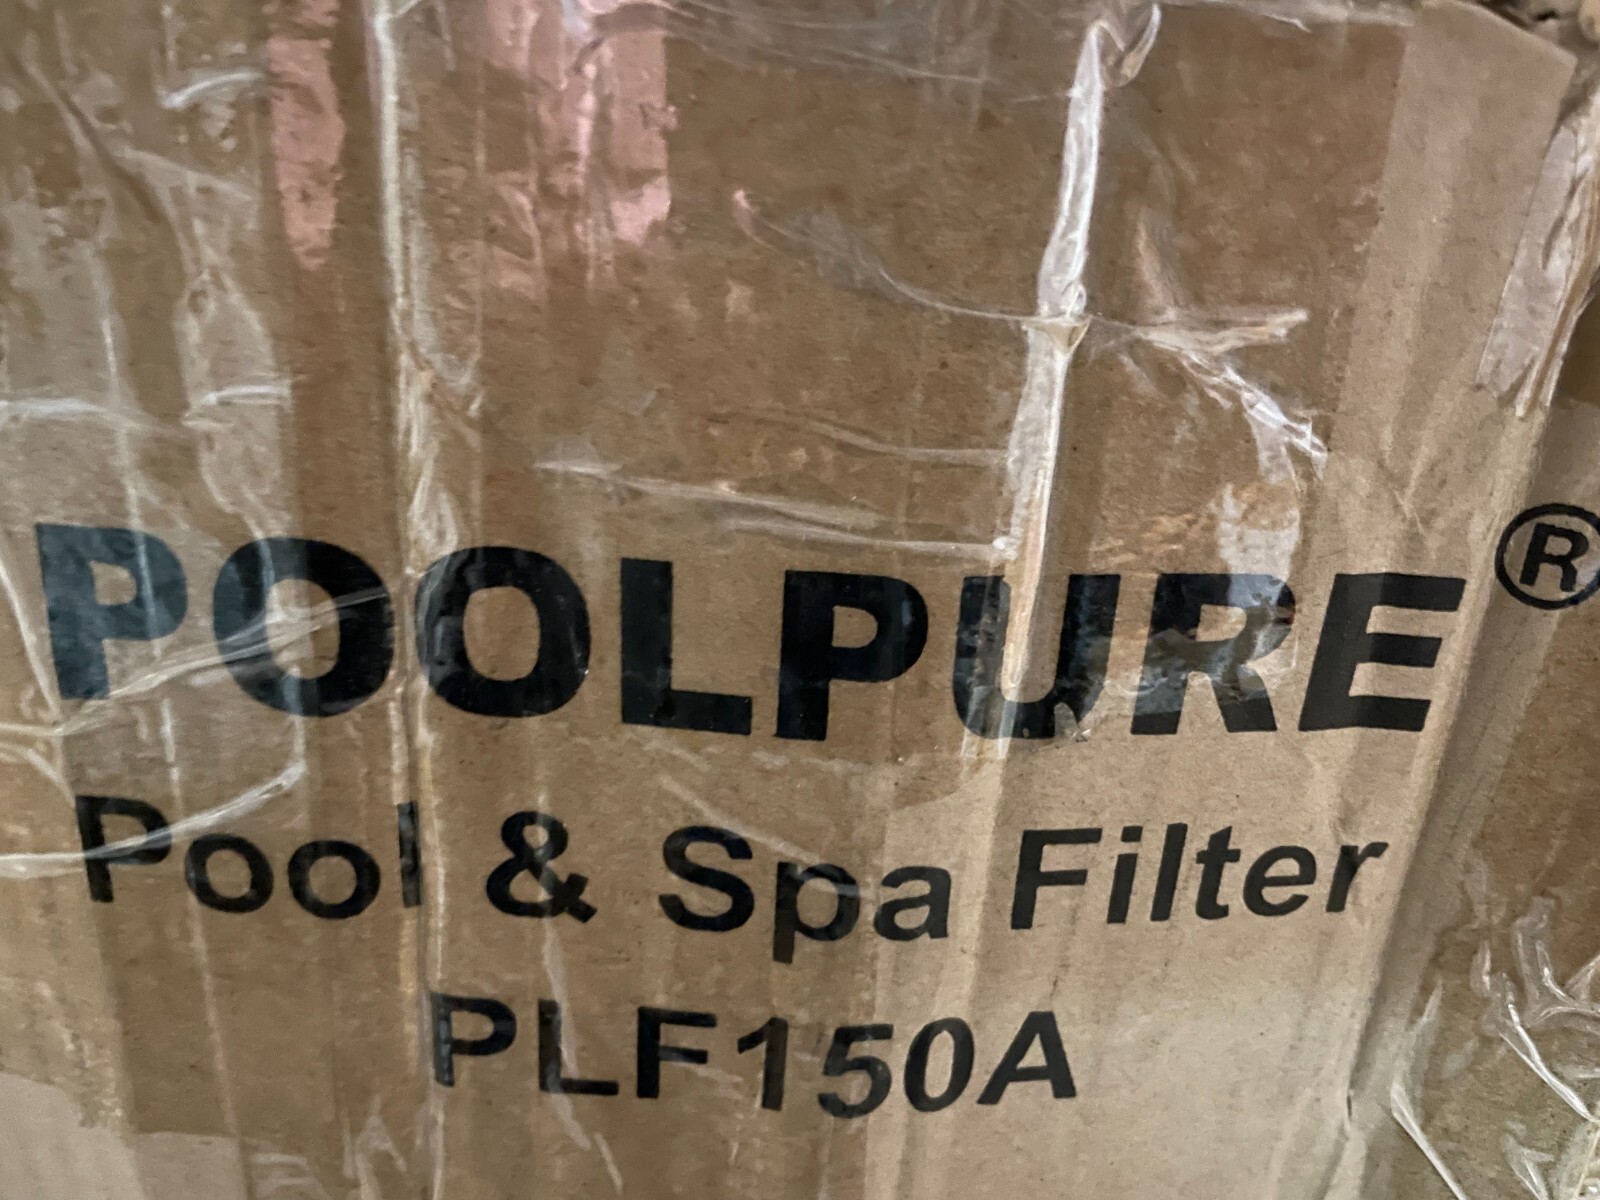 POOLPURE®
Pool & Spa Filter
PLF150A